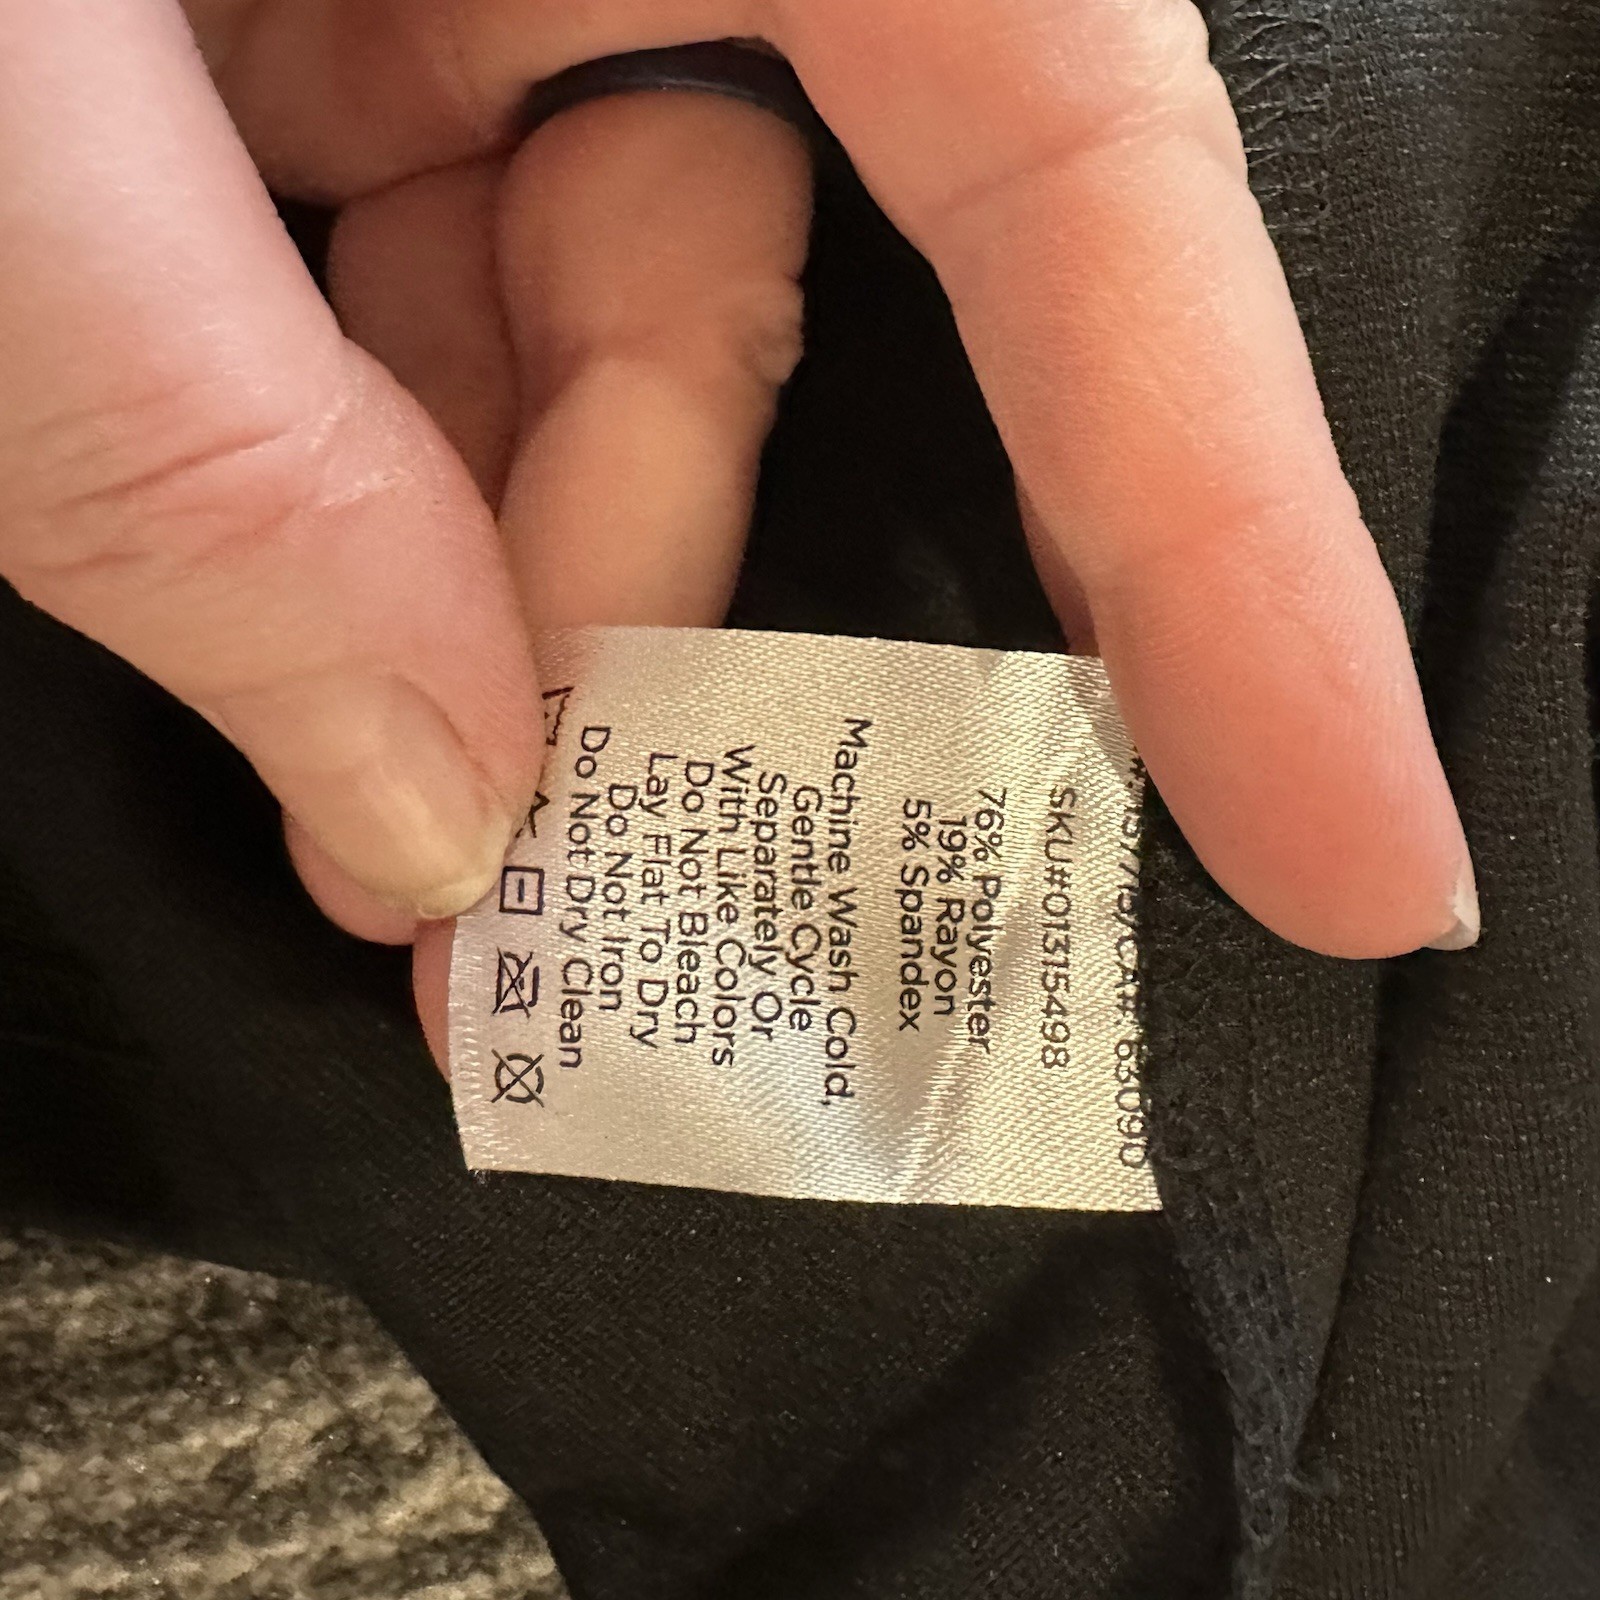 SKU#01315498
76% Polyester
19% Rayon
5% Spandex
Machine Wash Cold,
Gentle Cycle
Separately Or
With Like Colors
Do Not Bleach
Lay Flat To Dry
Do Not Iron
Do Not Dry Clean